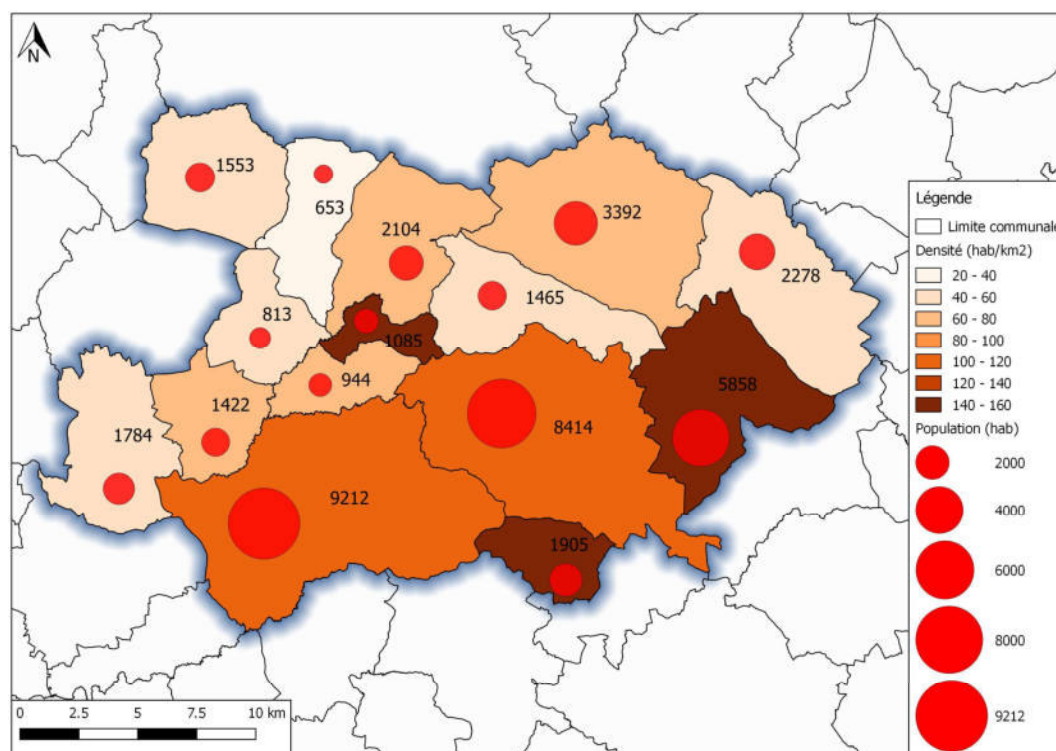 N
1553
653
2104
3392
2278
1465
813
1085
944
5858
1422
1784
8414
9212
1905
0 2.5 5 7.5 10 km
Légende
Limite communale
Densité (hab/km2)
20 - 40
40 - 60
60 - 80
80 - 100
100 - 120
120 - 140
140 - 160
Population (hab)
2000
4000
6000
8000
9212